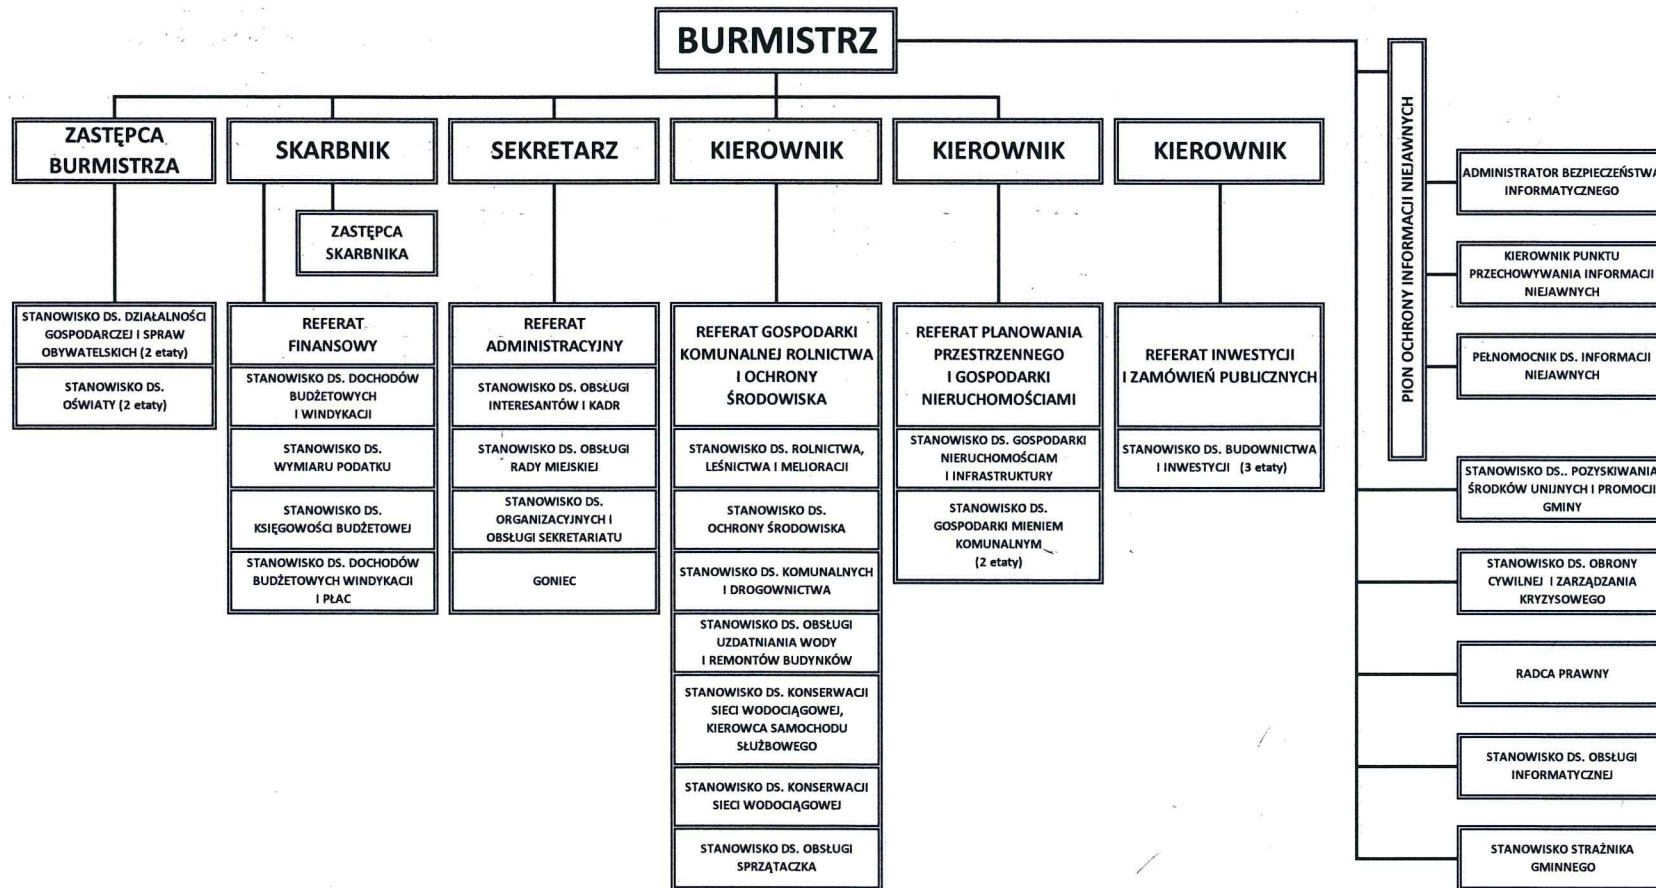 BURMISTRZ
ZASTĘPCA
BURMISTRZA
SKARBNIK
SEKRETARZ
KIEROWNIK
KIEROWNIK
KIEROWNIK
ZASTĘPCA
SKARBNIKA
STANOWISKO DS. DZIAŁALNOŚCI
GOSPODARCZEJ I SPRAW
OBYWATELSKICH (2 etaty)
STANOWISKO DS.
OŚWIATY (2 etaty)
REFERAT
FINANSOWY
STANOWISKO DS. DOCHODÓW
BUDŻETOWYCH
I WINDYKACJI
STANOWISKO DS.
WYMIARU PODATKU
STANOWISKO DS.
KSIĘGOWOŚCI BUDŻETOWEJ
STANOWISKO DS. DOCHODÓW
BUDŻETOWYCH WINDYKACJI
I PŁAC
REFERAT
ADMINISTRACYJNY
STANOWISKO DS. OBSŁUGI
INTERESANTÓW I KADR
STANOWISKO DS. OBSŁUGI
RADY MIEJSKIEJ
STANOWISKO DS.
ORGANIZACYJNYCH I
OBSŁUGI SEKRETARIATU
GONIEC
REFERAT GOSPODARKI
KOMUNALNEJ ROLNICTWA
I OCHRONY
ŚRODOWISKA
STANOWISKO DS. ROLNICTWA,
LEŚNICTWA I MELIORACJI
STANOWISKO DS.
OCHRONY ŚRODOWISKA
STANOWISKO DS. KOMUNALNYCH
I DROGOWNICTWA
STANOWISKO DS. OBSŁUGI
UZDATNIANIA WODY
I REMONTÓW BUDYNKÓW
STANOWISKO DS. KONSERWACJI
SIECI WODOCIĄGOWEJ,
KIEROWCA SAMOCHODU
SŁUŻBOWEGO
STANOWISKO DS. KONSERWACJI
SIECI WODOCIĄGOWEJ
STANOWISKO DS. OBSŁUGI
SPRZĄTACZKA
REFERAT PLANOWANIA
PRZESTRZENNEGO
I GOSPODARKI
NIERUCHOMOŚCIAMI
STANOWISKO DS. GOSPODARKI
NIERUCHOMOŚCIAM
I INFRASTRUKTURY
STANOWISKO DS.
GOSPODARKI MIENIEM
KOMUNALNYM
(2 etaty)
REFERAT INWESTYCJI
I ZAMÓWIEŃ PUBLICZNYCH
STANOWISKO DS. BUDOWNICTWA
I INWESTYCJI (3 etaty)
PION OCHRONY INFORMACJI NIEJAWNYCH
ADMINISTRATOR BEZPIECZEŃSTWA
INFORMATYCZNEGO
KIEROWNIK PUNKTU
PRZECHOWYWANIA INFORMACJI
NIEJAWNYCH
PEŁNOMOCNIK DS. INFORMACJI
NIEJAWNYCH
STANOWISKO DS.. POZYSKIWANIA
ŚRODKÓW UNIJNYCH I PROMOCJI
GMINY
STANOWISKO DS. OBRONY
CYWILNEJ I ZARZĄDZANIA
KRYZYSOWEGO
RADCA PRAWNY
STANOWISKO DS. OBSŁUGI
INFORMATYCZNEJ
STANOWISKO STRAŻNIKA
GMINNEGO